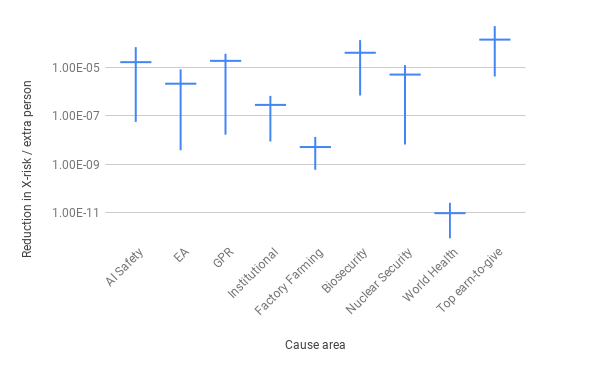 Reduction in X-risk / extra person
1.00E-05
1.00E-07
1.00E-09
1.00E-11
AI Safety
EA
GPR
Institutional
Factory Farming
Biosecurity
Nuclear Security
World Health
Top earn-to-give
Cause area